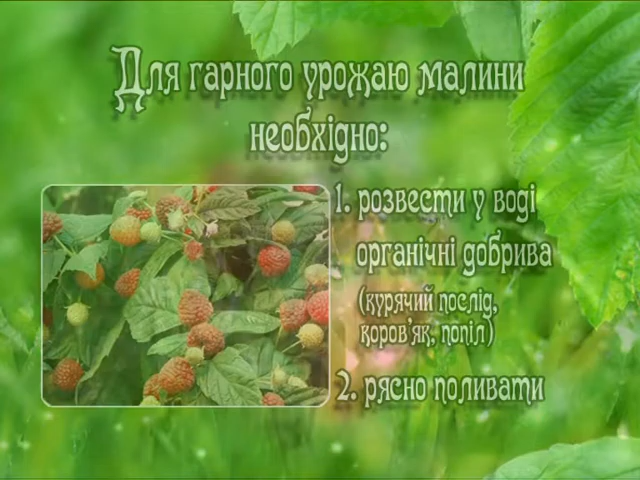 Для гарного урожаю малини
необхідно:
1. розвести у воді
органічні добрива
(курячий послід,
коров'як, попіл)
2. рясно поливати